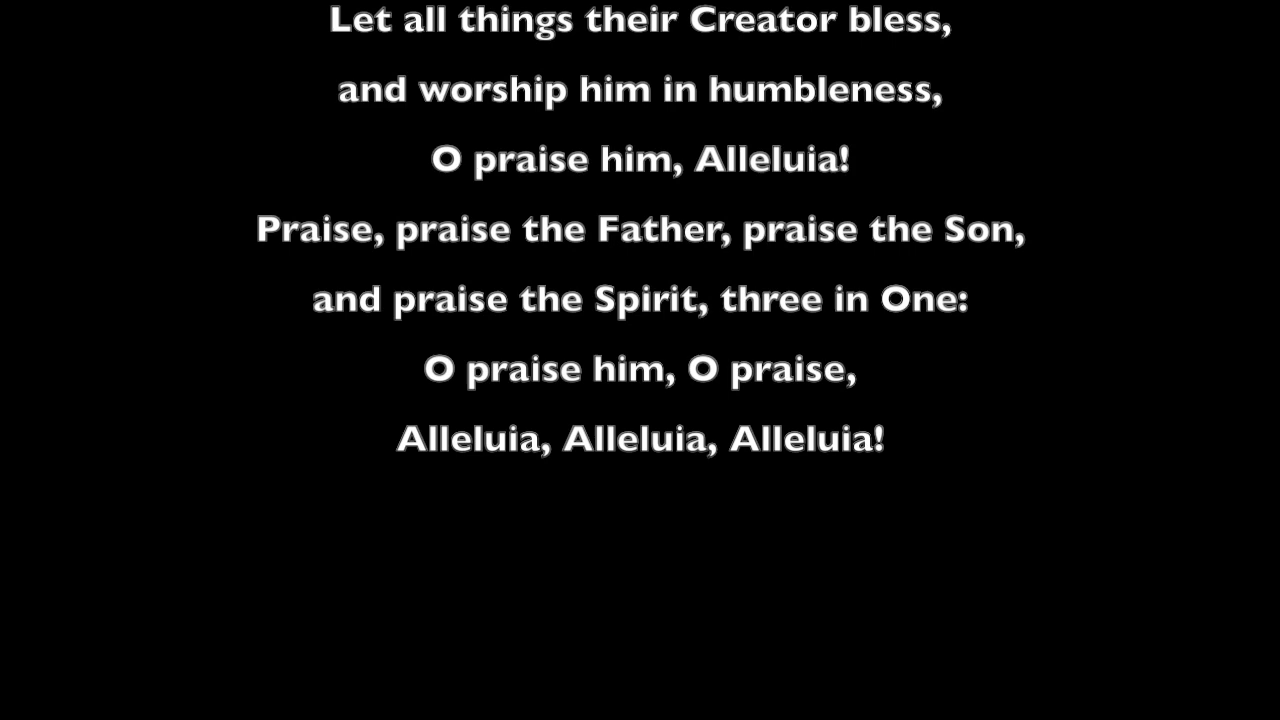 Let all things their Creator bless,
and worship him in humbleness,
O praise him, Alleluia!
Praise, praise the Father, praise the Son,
and praise the Spirit, three in One:
O praise him, O praise,
Alleluia, Alleluia, Alleluia!